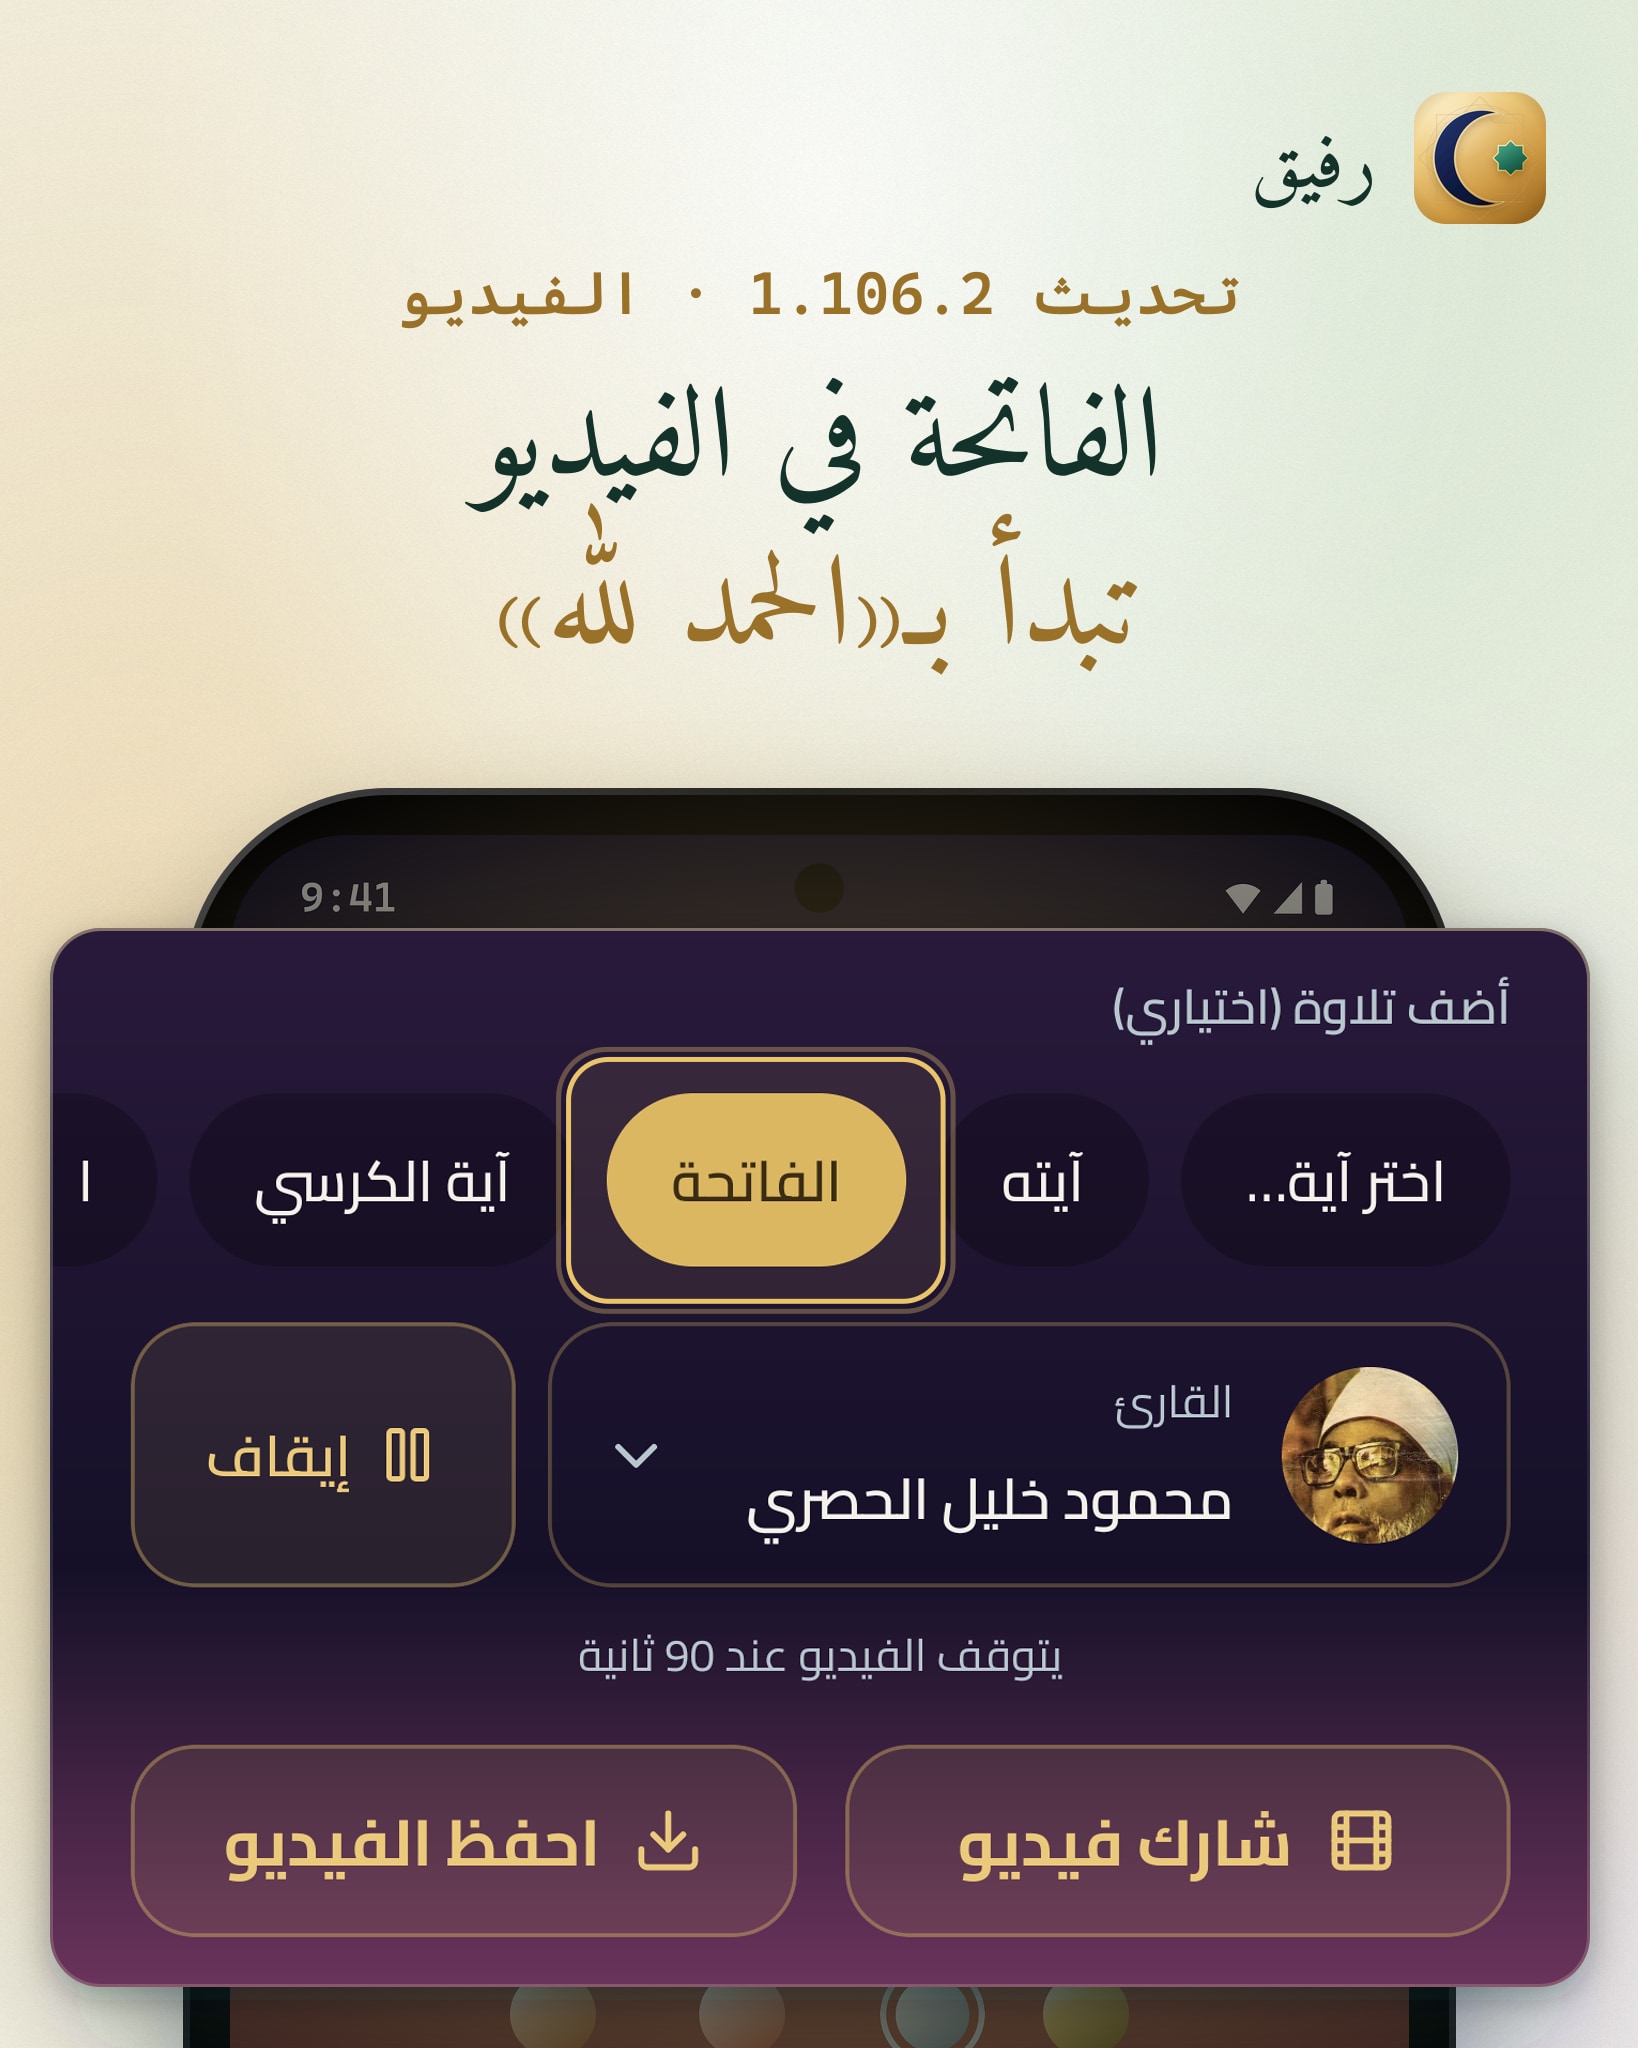 رفيق
تحديث 1.106.2 · الفيديو
الفاتحة في الفيديو
تبدأ بـ«الحمد لله»
9:41
أضف تلاوة (اختياري)
اختر آية...
آيته
الفاتحة
آية الكرسي
ا
القارئ
محمود خليل الحصري
إيقاف
يتوقف الفيديو عند 90 ثانية
شارك فيديو
احفظ الفيديو